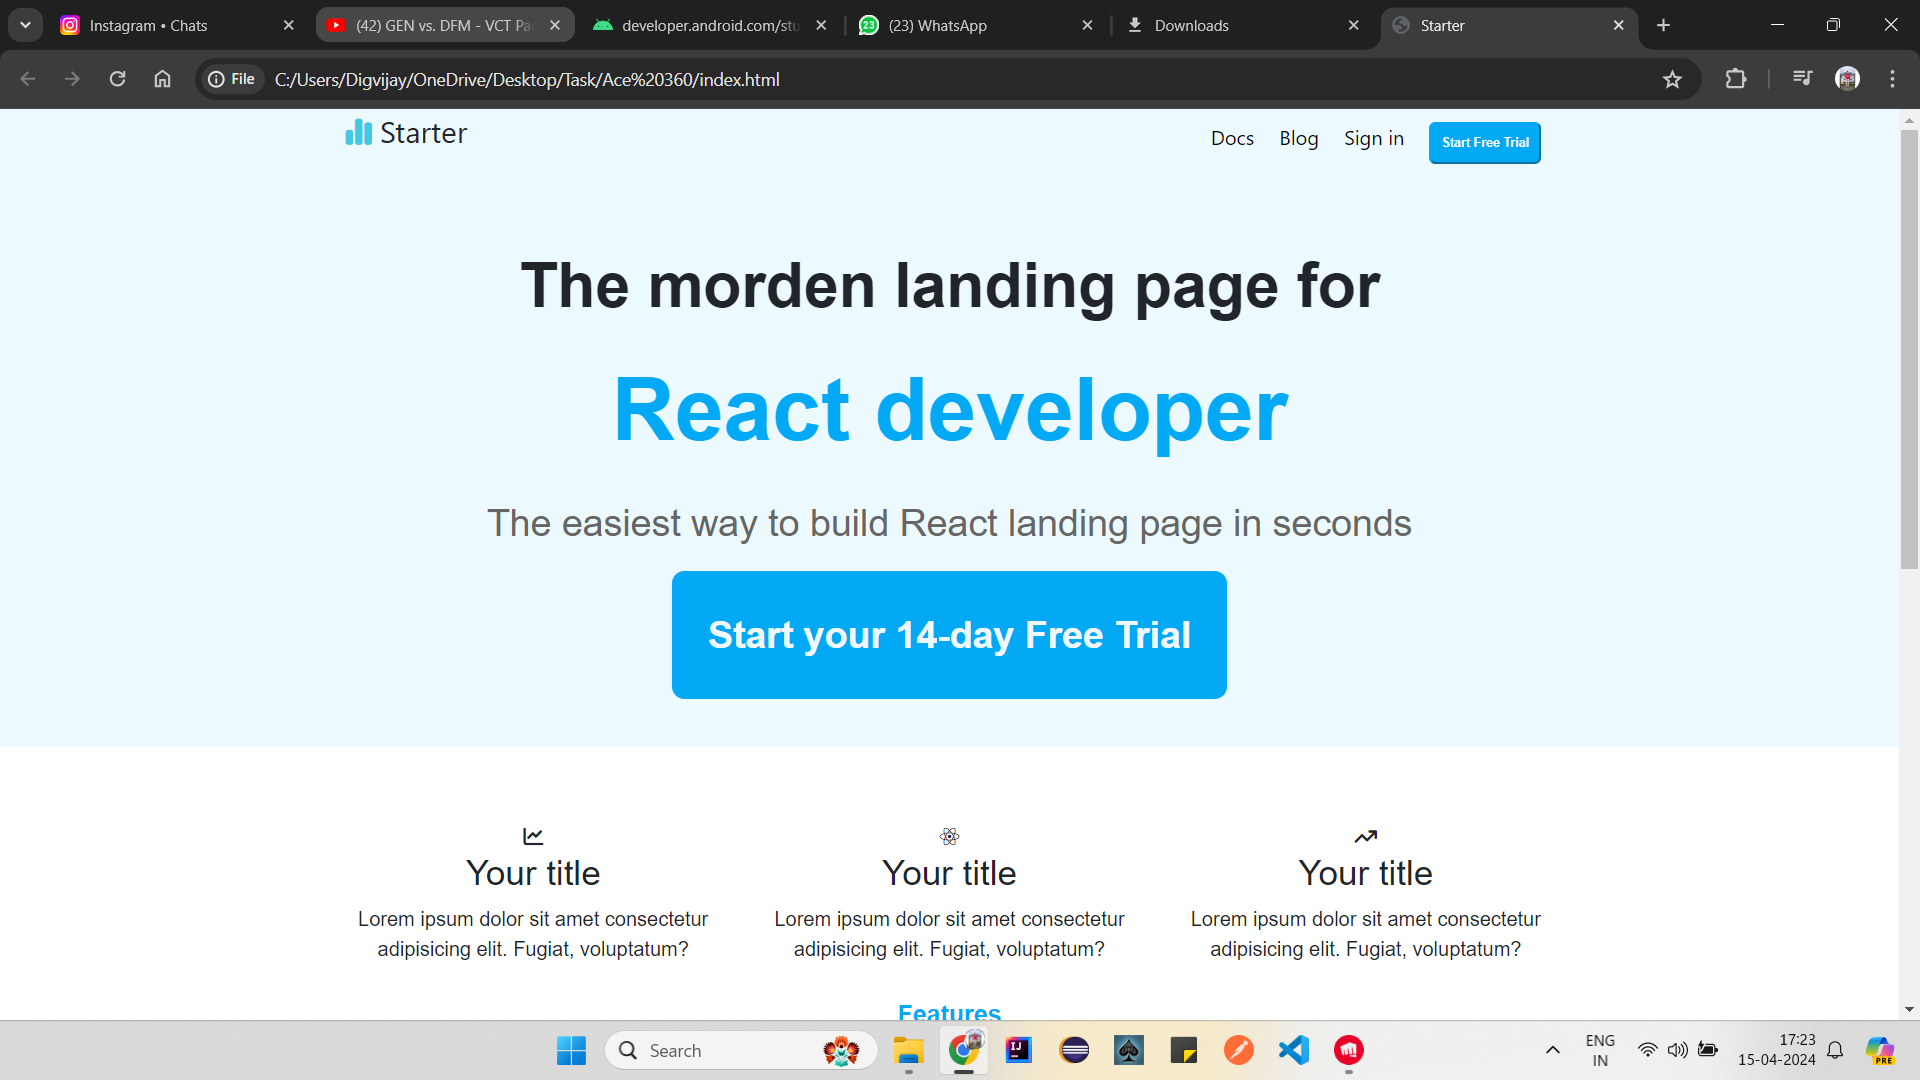 Instagram • Chats
(42) GEN vs. DFM - VCT Pa
developer.android.com/stu
23
(23) WhatsApp
Downloads
Starter
File
C:/Users/Digvijay/OneDrive/Desktop/Task/Ace%20360/index.html
Starter
Docs
Blog
Sign in
Start Free Trial
The morden landing page for
React developer
The easiest way to build React landing page in seconds
Start your 14-day Free Trial
Your title
Lorem ipsum dolor sit amet consectetur
adipisicing elit. Fugiat, voluptatum?
Your title
Lorem ipsum dolor sit amet consectetur
adipisicing elit. Fugiat, voluptatum?
Your title
Lorem ipsum dolor sit amet consectetur
adipisicing elit. Fugiat, voluptatum?
Features
Search
IJ
ENG
IN
17:23
15-04-2024
PRE